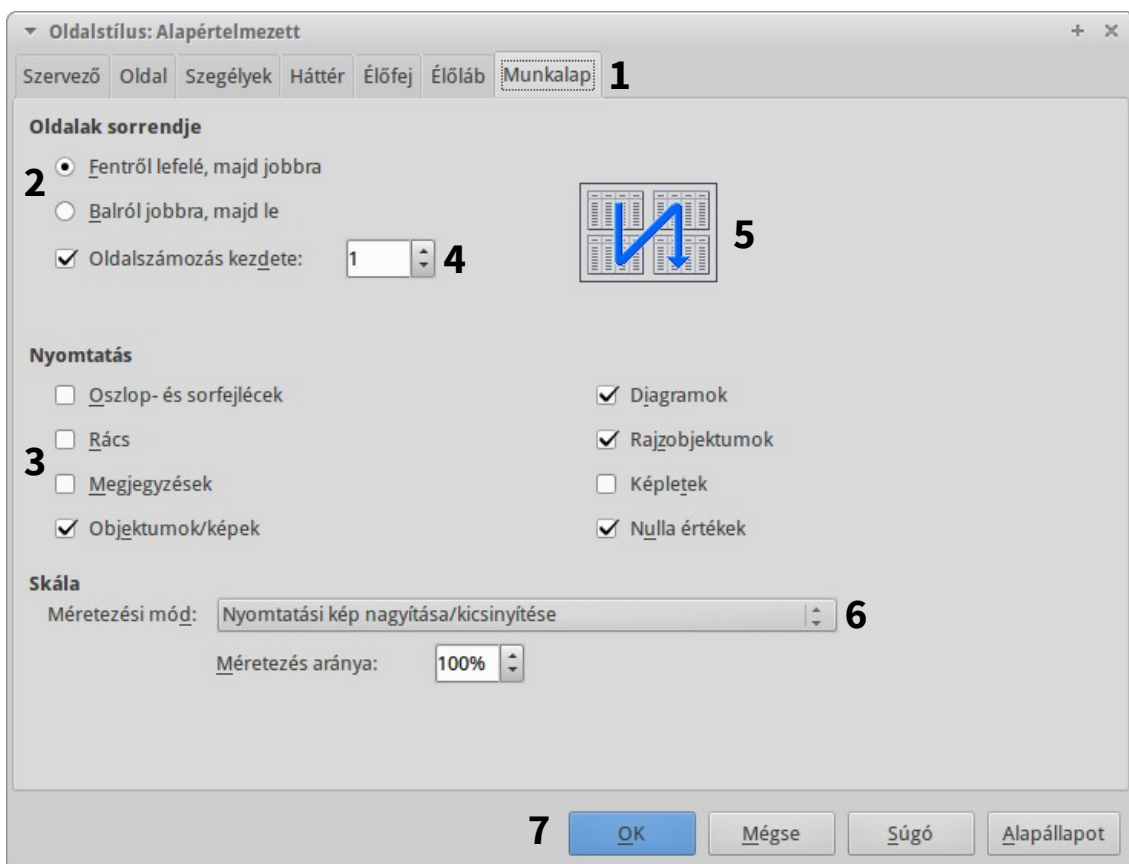 Oldalstílus: Alapértelmezett
Szervező Oldal Szegélyek Háttér Élőfej Élőláb Munkalap 1
Oldalak sorrendje
2 Fentről lefelé, majd jobbra
Balról jobbra, majd le
Oldalszámozás kezdete: 1 4
5
Nyomtatás
Oszlop- és sorfejlécek Diagramok
Rács Rajzobjektumok
3
Megjegyzések Képletek
Objektumok/képek Nulla értékek
Skála
Méretezési mód: Nyomtatási kép nagyítása/kicsinyítése 6
Méretezés aránya: 100%
7 OK Mégse Súgó Alapállapot